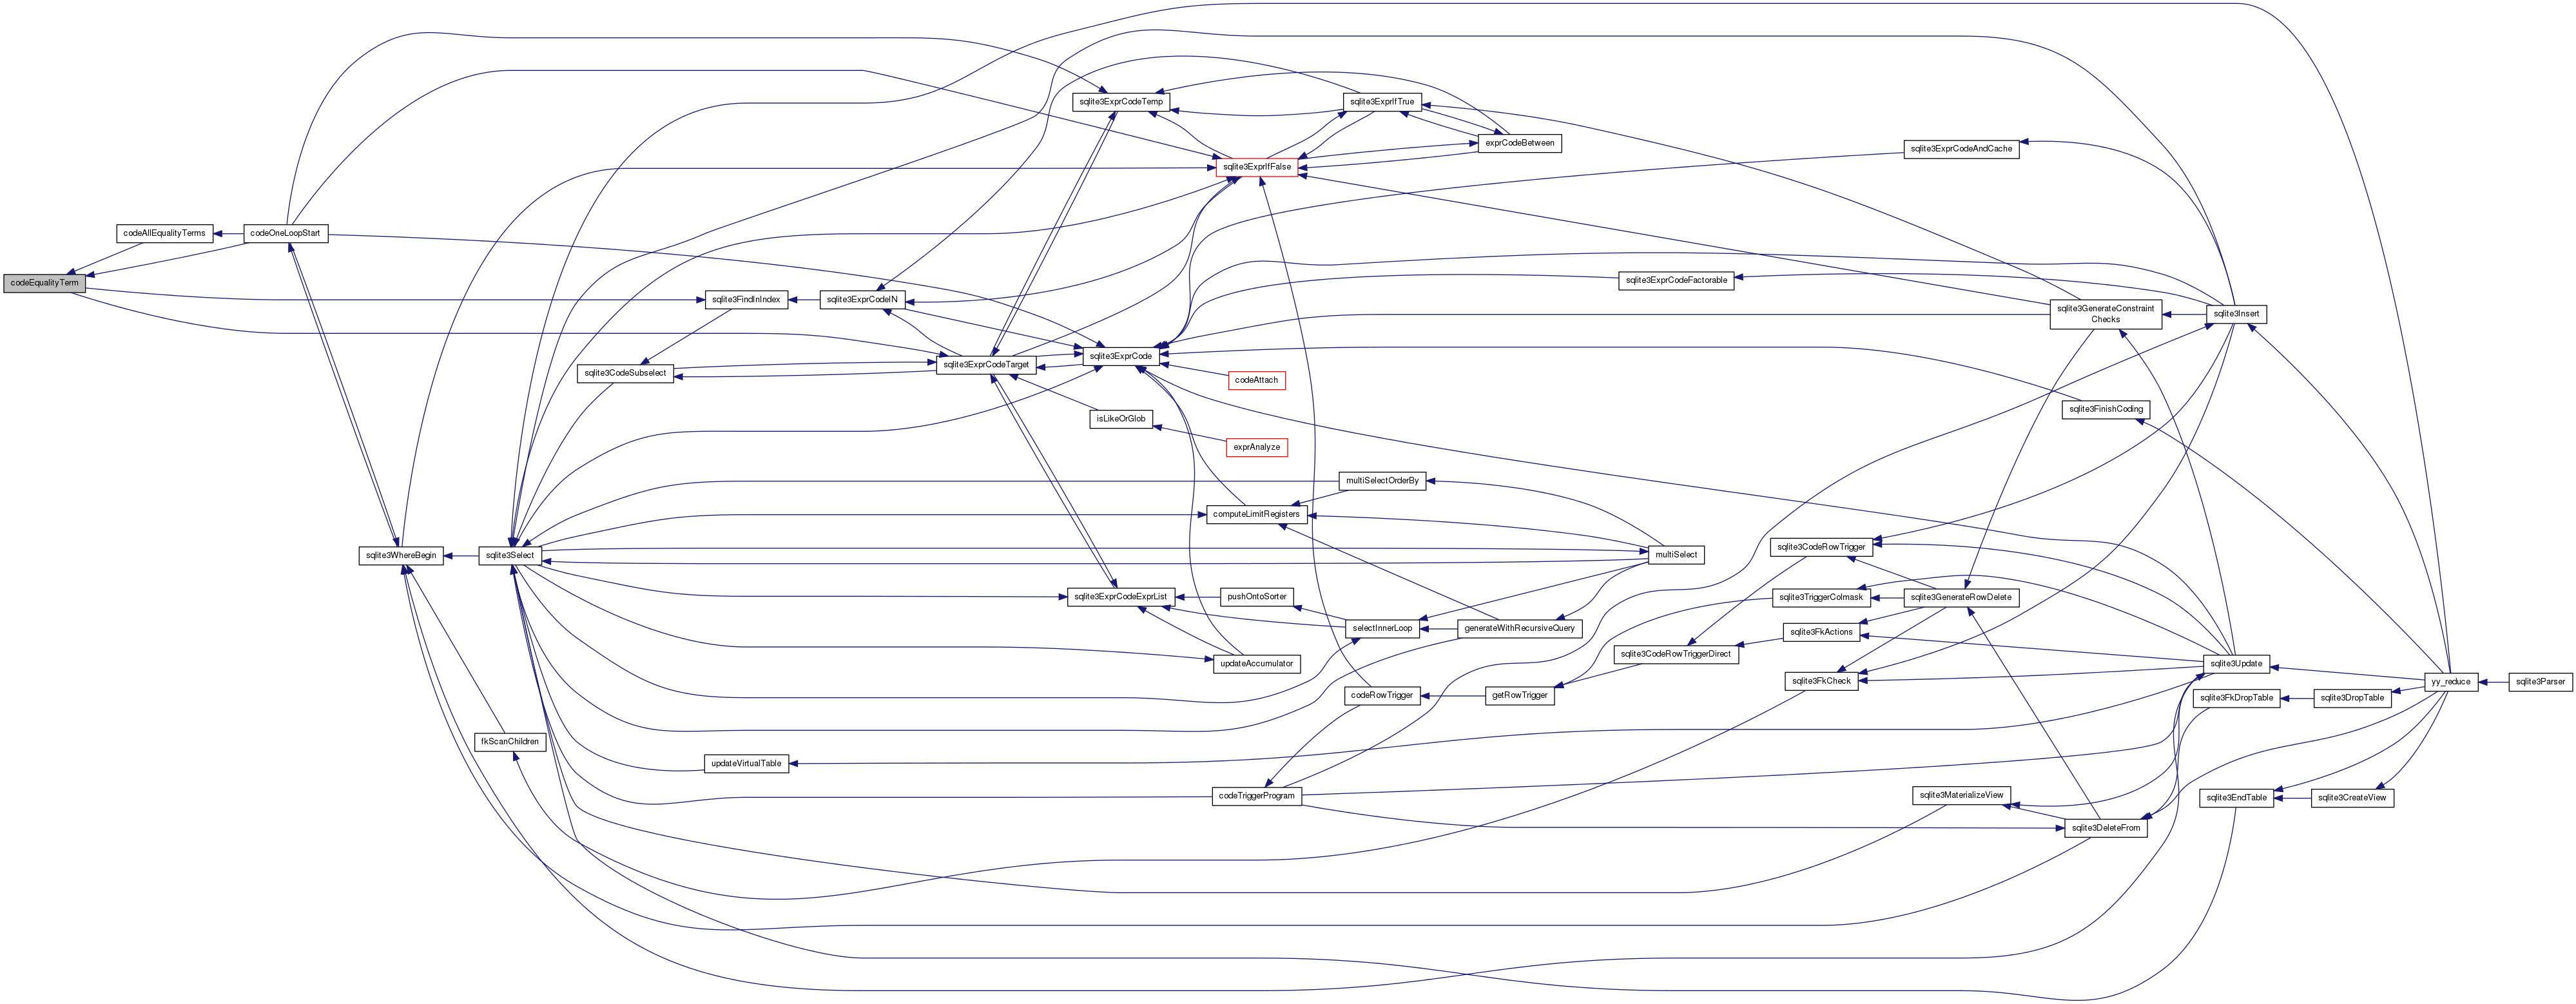 sqlite3ExprCodeTemp
sqlite3ExprIfTrue
exprCodeBetween
sqlite3ExprCodeAndCache
sqlite3ExprIfFalse
codeAllEqualityTerms
codeOneLoopStart
codeEqualityTerm
sqlite3ExprCodeFactorable
sqlite3FindInIndex
sqlite3ExprCodeIN
sqlite3GenerateConstraint
Checks
sqlite3Insert
sqlite3ExprCode
sqlite3ExprCodeTarget
sqlite3CodeSubselect
codeAttach
sqlite3FinishCoding
isLikeOrGlob
exprAnalyze
multiSelectOrderBy
computeLimitRegisters
sqlite3CodeRowTrigger
sqlite3WhereBegin
sqlite3Select
multiSelect
sqlite3ExprCodeExprList
pushOntoSorter
sqlite3TriggerColmask
sqlite3GenerateRowDelete
selectInnerLoop
generateWithRecursiveQuery
sqlite3FkActions
sqlite3CodeRowTriggerDirect
updateAccumulator
sqlite3Update
sqlite3FkCheck
yy_reduce
sqlite3Parser
codeRowTrigger
getRowTrigger
sqlite3FkDropTable
sqlite3DropTable
fkScanChildren
updateVirtualTable
codeTriggerProgram
sqlite3MaterializeView
sqlite3EndTable
sqlite3CreateView
sqlite3DeleteFrom